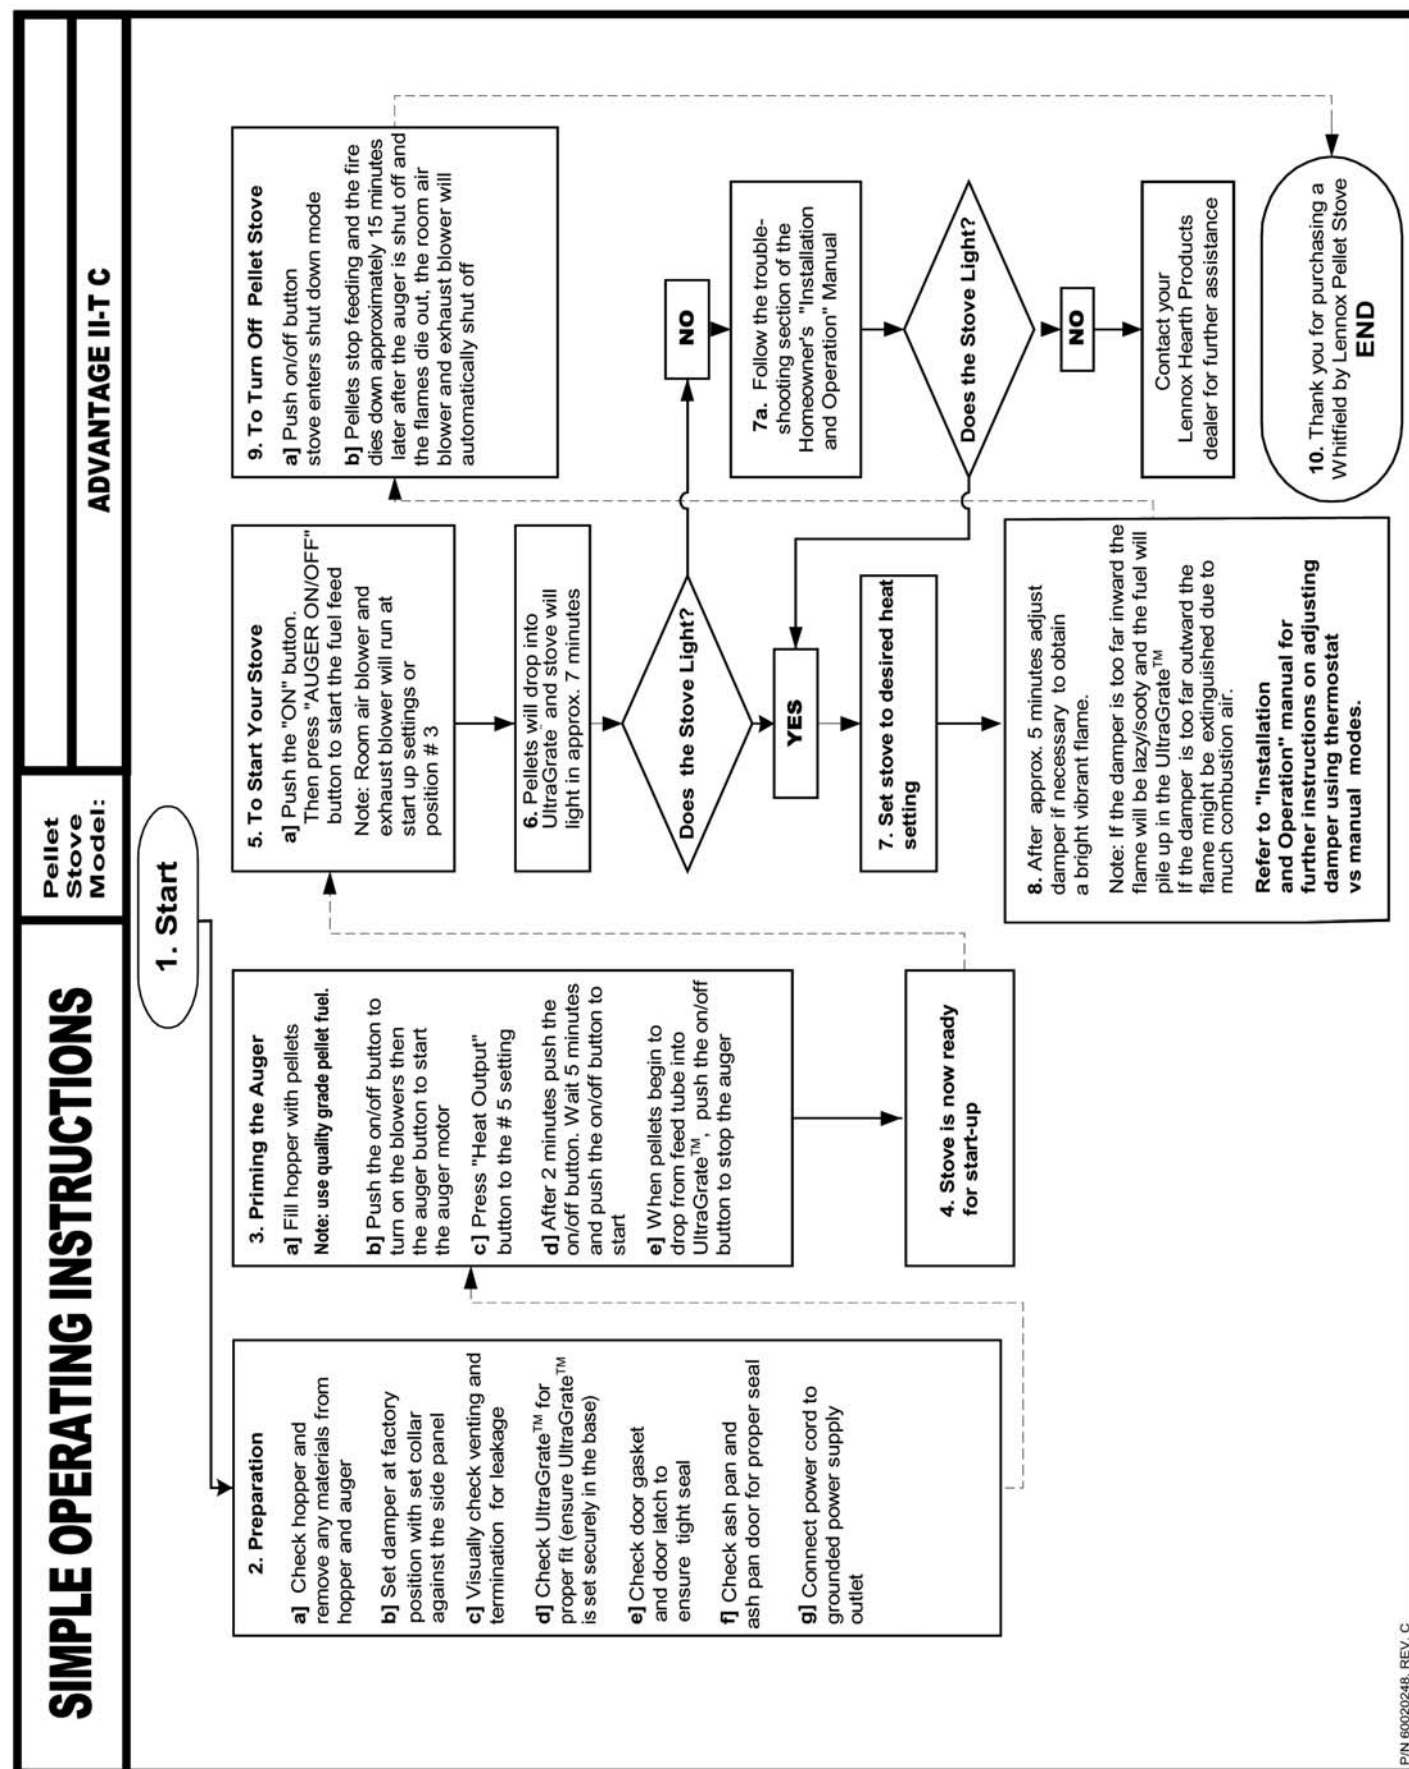 SIMPLE OPERATING INSTRUCTIONS
Pellet
Stove
Model:
ADVANTAGE II-T C
1. Start
2. Preparation
a] Check hopper and
remove any materials from
hopper and auger
b] Set damper at factory
position with set collar
against the side panel
c] Visually check venting and
termination for leakage
d] Check UltraGrate™ for
proper fit (ensure UltraGrate™
is set securely in the base)
e] Check door gasket
and door latch to
ensure tight seal
f] Check ash pan and
ash pan door for proper seal
g] Connect power cord to
grounded power supply
outlet
3. Priming the Auger
a] Fill hopper with pellets
Note: use quality grade pellet fuel.
b] Push the on/off button to
turn on the blowers then
the auger button to start
the auger motor
c] Press "Heat Output"
button to the # 5 setting
d] After 2 minutes push the
on/off button. Wait 5 minutes
and push the on/off button to
start
e] When pellets begin to
drop from feed tube into
UltraGrate™, push the on/off
button to stop the auger
4. Stove is now ready
for start-up
5. To Start Your Stove
a] Push the "ON" button.
Then press "AUGER ON/OFF"
button to start the fuel feed
Note: Room air blower and
exhaust blower will run at
start up settings or
position # 3
6. Pellets will drop into
UltraGrate™ and stove will
light in approx. 7 minutes
Does the Stove Light?
YES
7. Set stove to desired heat
setting
8. After approx. 5 minutes adjust
damper if necessary to obtain
a bright vibrant flame.
Note: If the damper is too far inward the
flame will be lazy/sooty and the fuel will
pile up in the UltraGrate™
If the damper is too far outward the
flame might be extinguished due to
much combustion air.
Refer to "Installation
and Operation" manual for
further instructions on adjusting
damper using thermostat
vs manual modes.
9. To Turn Off Pellet Stove
a] Push on/off button
stove enters shut down mode
b] Pellets stop feeding and the fire
dies down approximately 15 minutes
later after the auger is shut off and
the flames die out, the room air
blower and exhaust blower will
automatically shut off
NO
7a. Follow the trouble-
shooting section of the
Homeowner's "Installation
and Operation" Manual
Does the Stove Light?
NO
Contact your
Lennox Hearth Products
dealer for further assistance
10. Thank you for purchasing a
Whitfield by Lennox Pellet Stove
END
P/N 60020248, REV. C